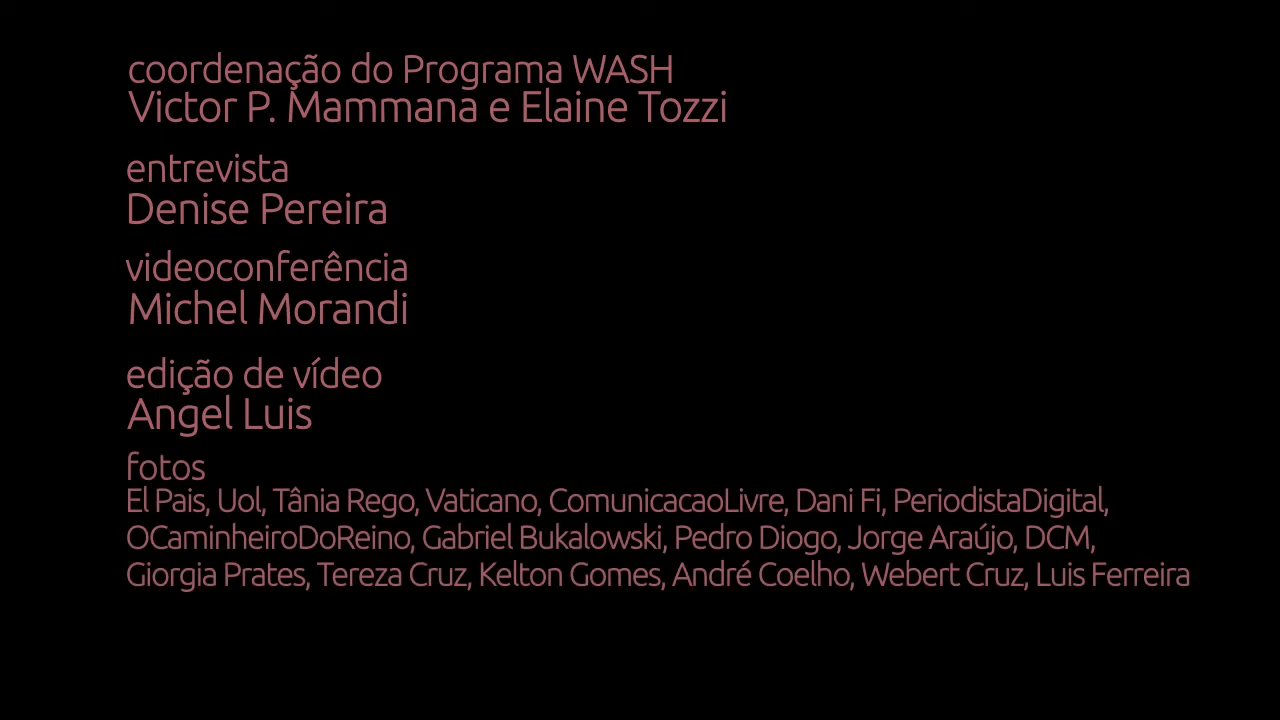 coordenação do Programa WASH
Victor P. Mammana e Elaine Tozzi
entrevista
Denise Pereira
videoconferência
Michel Morandi
edição de vídeo
Angel Luis
fotos
El Pais, Uol, Tânia Rego, Vaticano, ComunicacaoLivre, Dani Fi, PeriodistaDigital,
OCaminheiroDoReino, Gabriel Bukalowski, Pedro Diogo, Jorge Araújo, DCM,
Giorgia Prates, Tereza Cruz, Kelton Gomes, André Coelho, Webert Cruz, Luis Ferreira